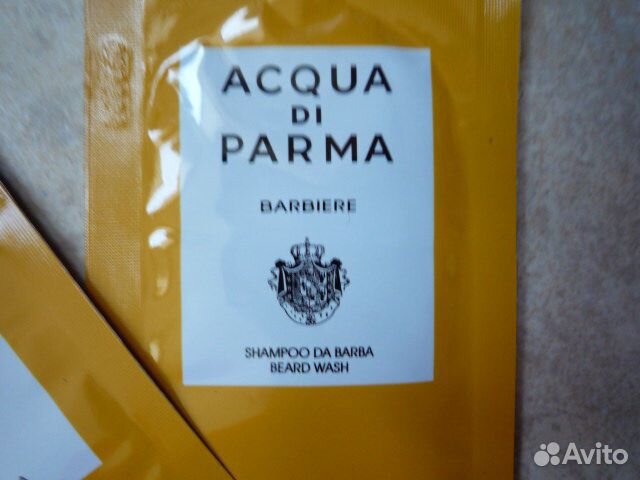 ACQUA
DI
PARMA
BARBIERE
SHAMPOO DA BARBA
BEARD WASH
Avito